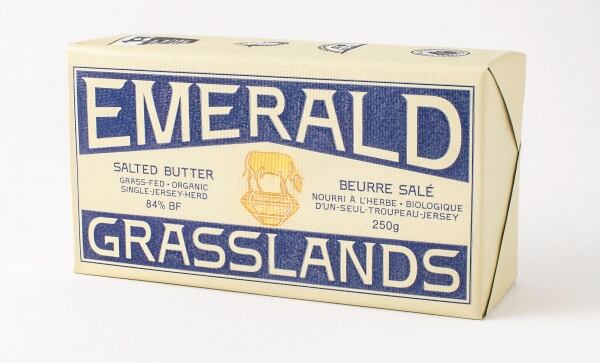 EMERALD
SALTED BUTTER
GRASS-FED • ORGANIC
SINGLE-JERSEY-HERD
84% BF
BEURRE SALÉ
NOURRI À L'HERBE • BIOLOGIQUE
D'UN-SEUL-TROUPEAU-JERSEY
250g
GRASSLANDS